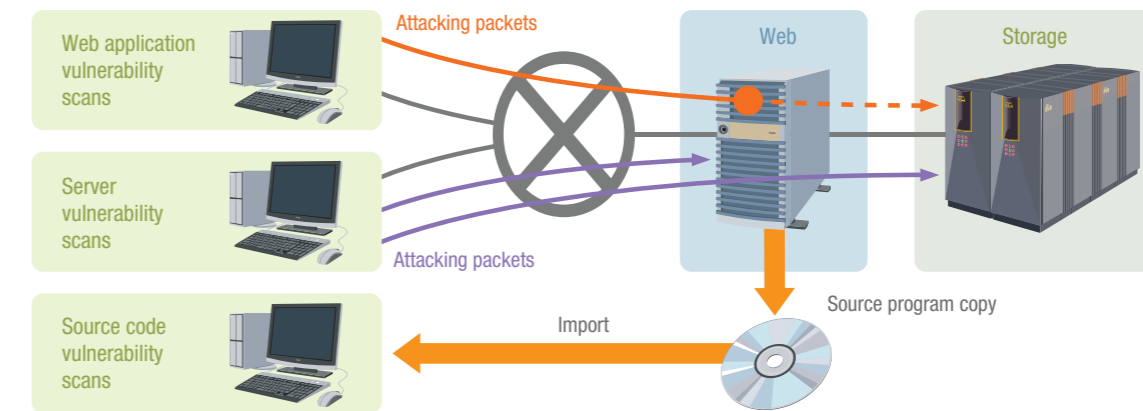 Web application
vulnerability
scans
Attacking packets
Web
Storage
Server
vulnerability
scans
Attacking packets
Source code
vulnerability
scans
Import
Source program copy